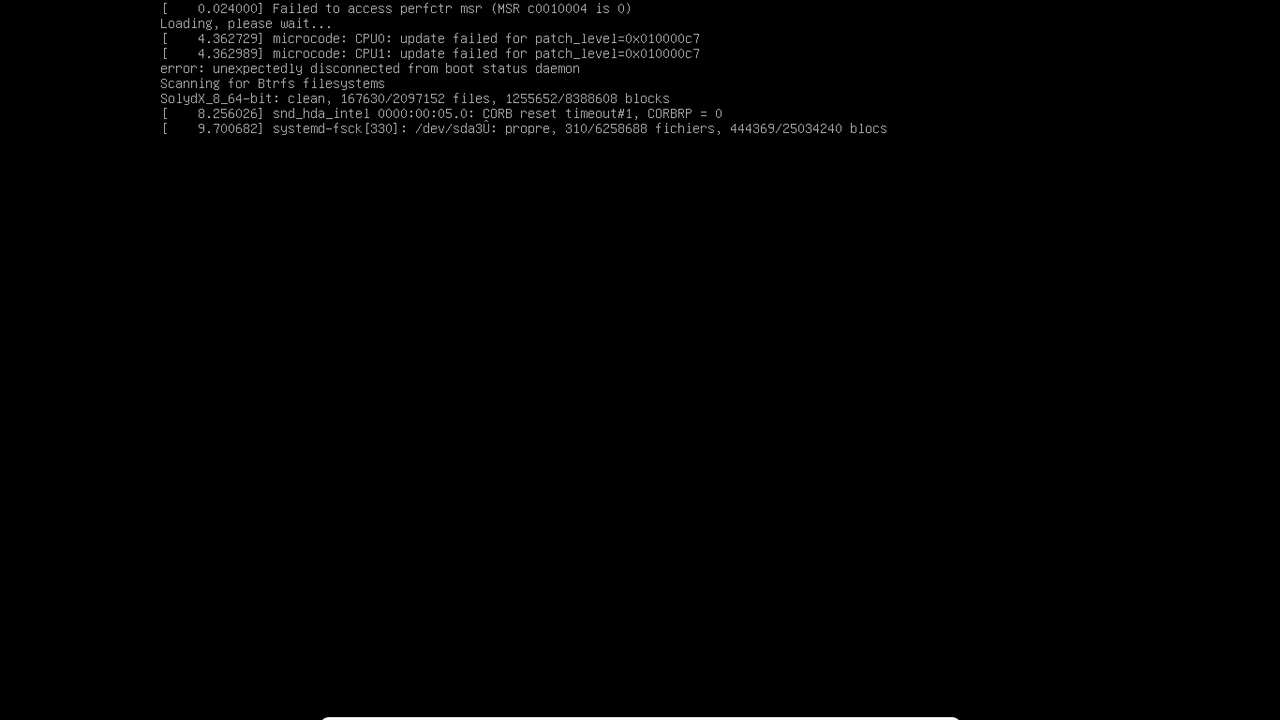 [    0.024000] Failed to access perfctr msr (MSR c0010004 is 0)
Loading, please wait...
[    4.362729] microcode: CPU0: update failed for patch_level=0x010000c7
[    4.362989] microcode: CPU1: update failed for patch_level=0x010000c7
error: unexpectedly disconnected from boot status daemon
Scanning for Btrfs filesystems
SolydX_8_64-bit: clean, 167630/2097152 files, 1255652/8388608 blocks
[    8.256026] snd_hda_intel 0000:00:05.0: CORB reset timeout#1, CORBRP = 0
[    9.700682] systemd-fsck[330]: /dev/sda3Û: propre, 310/6258688 fichiers, 444369/25034240 blocs